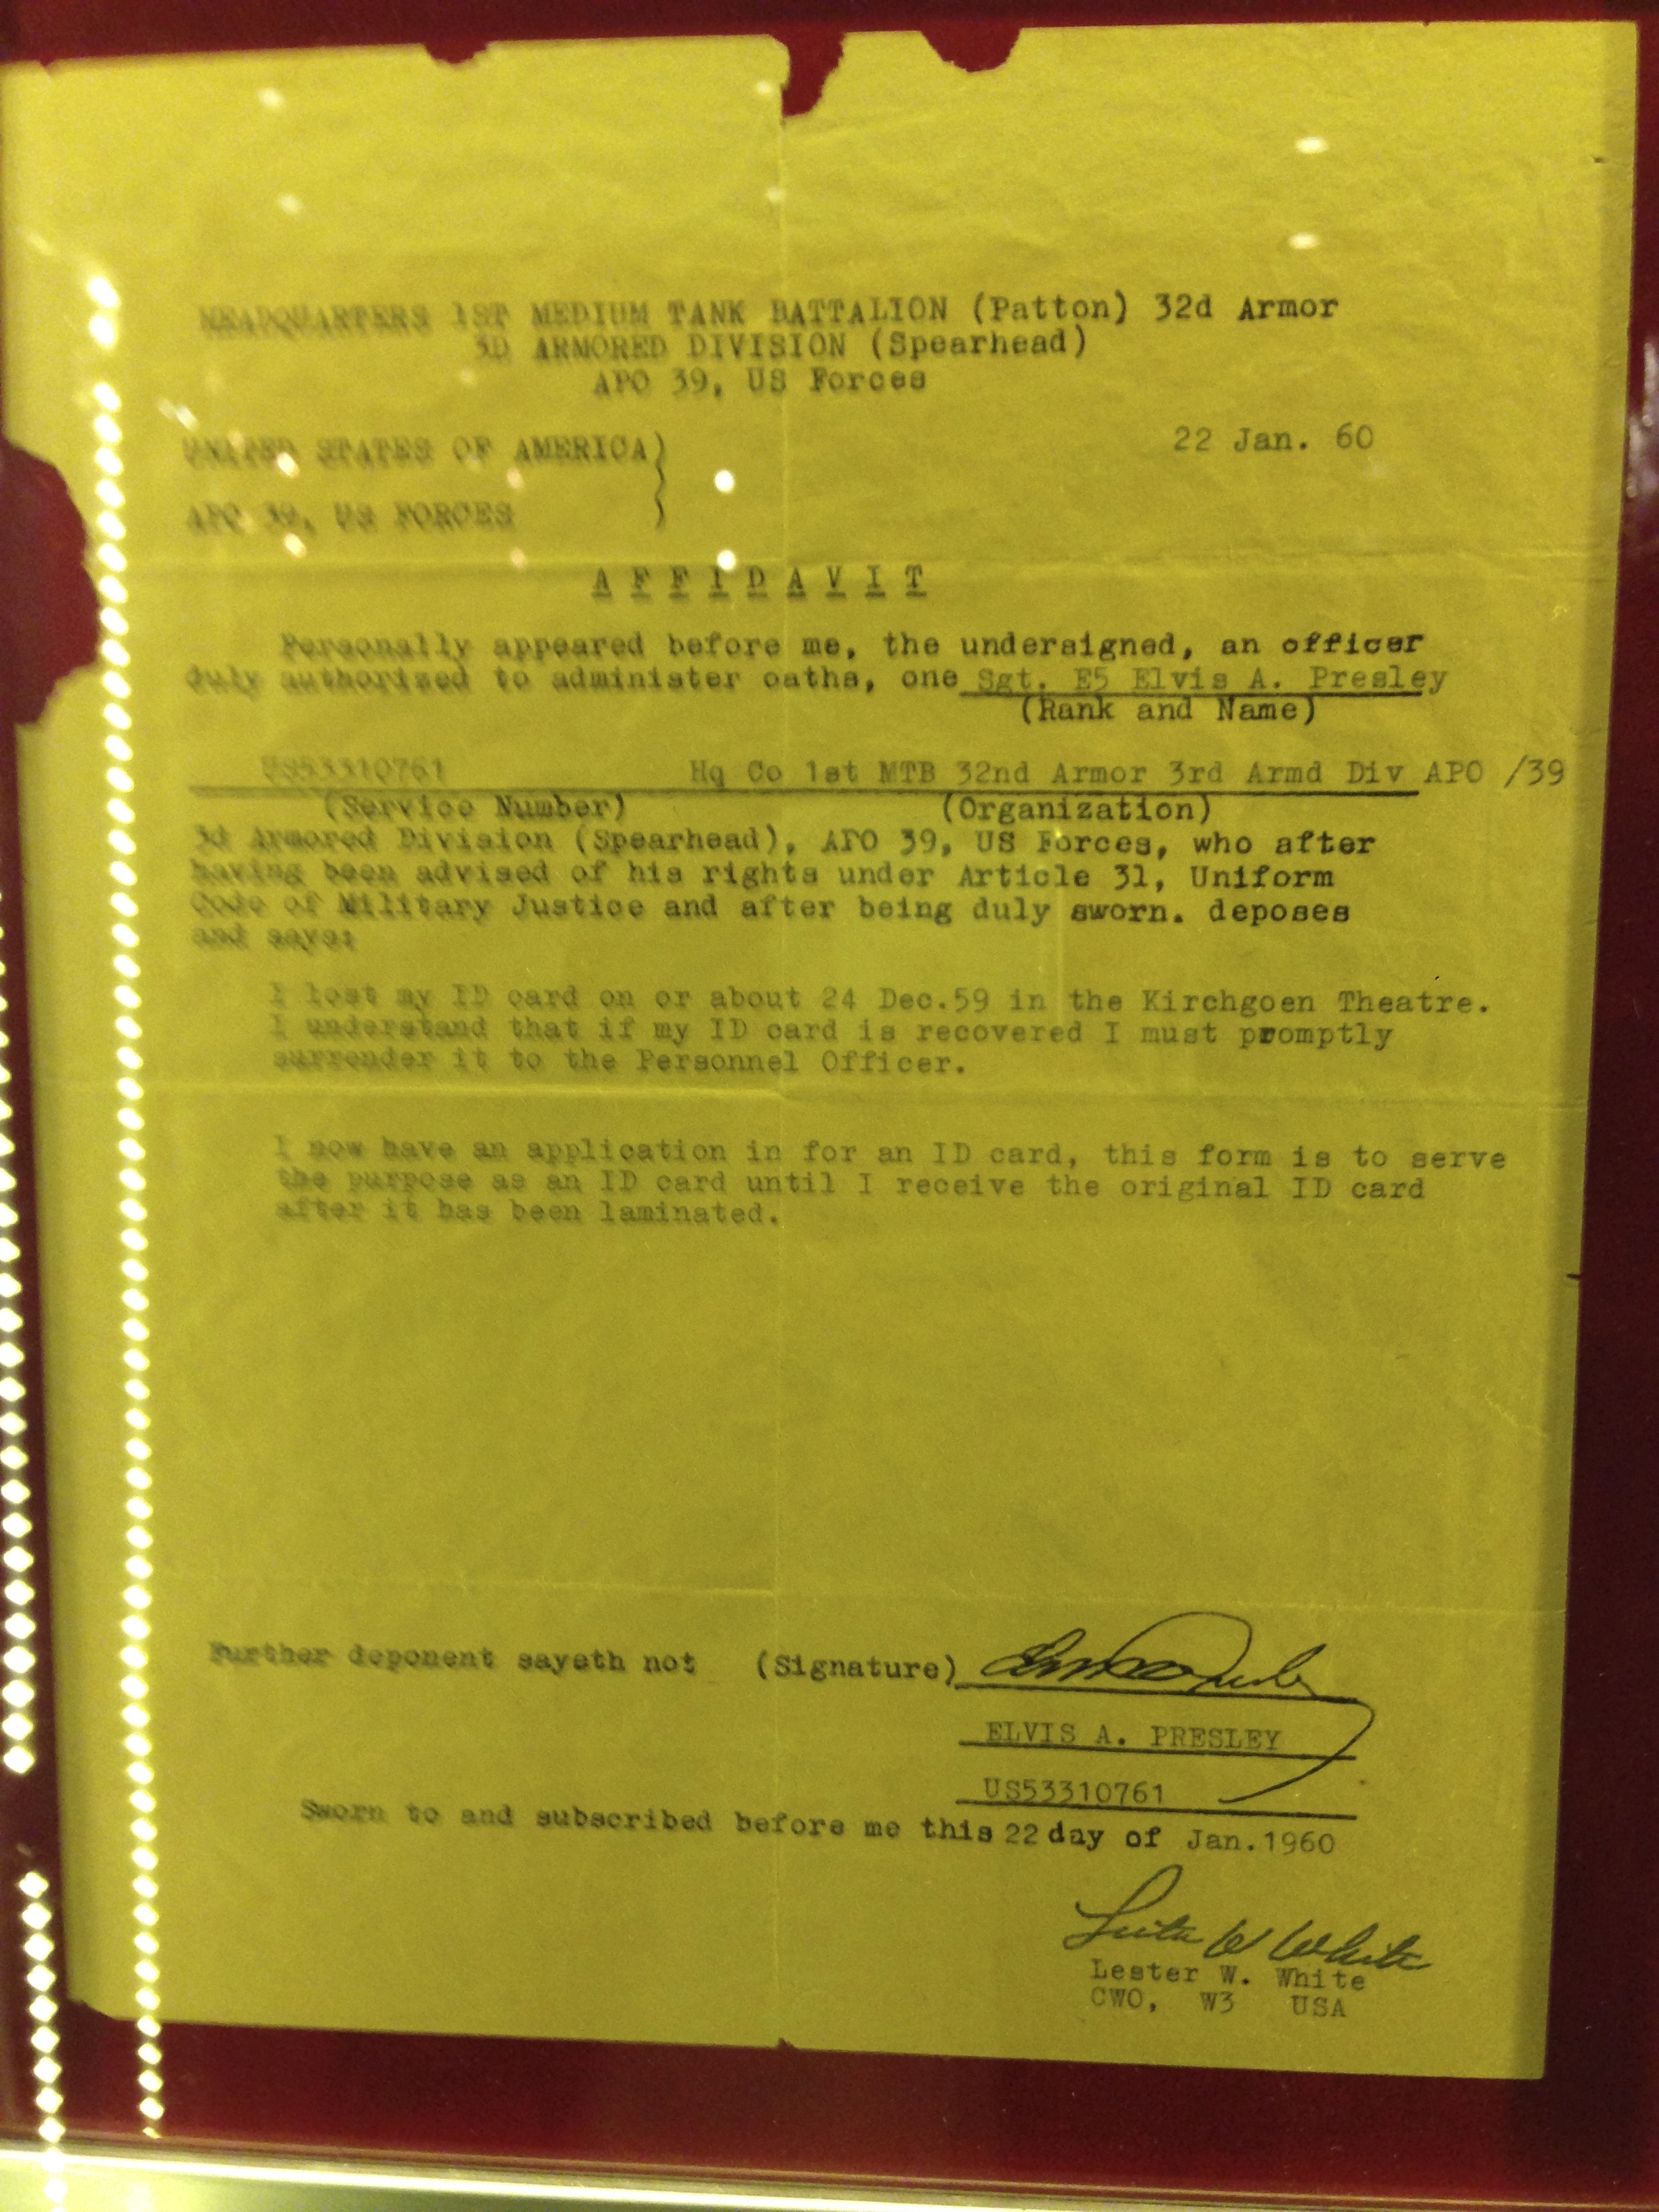 HEADQUARTERS 1ST MEDIUM TANK BATTALION (Patton) 32d Armor
3D ARMORED DIVISION (Spearhead)
APO 39, US Forces
UNITED STATES OF AMERICA)
22 Jan. 60
APO 39, US FORCES )
A F F I D A V I T
Personally appeared before me, the undersigned, an officer
duly authorized to administer oaths, one Sgt. E5 Elvis A. Presley
(Rank and Name)
US53310761 Hq Co 1st MTB 32nd Armor 3rd Armd Div APO /39
(Service Number) (Organization)
3d Armored Division (Spearhead), APO 39, US Forces, who after
having been advised of his rights under Article 31, Uniform
Code of Military Justice and after being duly sworn. deposes
and says:
I lost my ID card on or about 24 Dec.59 in the Kirchgoen Theatre.
I understand that if my ID card is recovered I must promptly
surrender it to the Personnel Officer.
I now have an application in for an ID card, this form is to serve
the purpose as an ID card until I receive the original ID card
after it has been laminated.
Further deponent sayeth not (Signature) Elvis Presley
ELVIS A. PRESLEY
US53310761
Sworn to and subscribed before me this 22 day of Jan.1960
Lester W White
Lester W. White
CWO, W3 USA